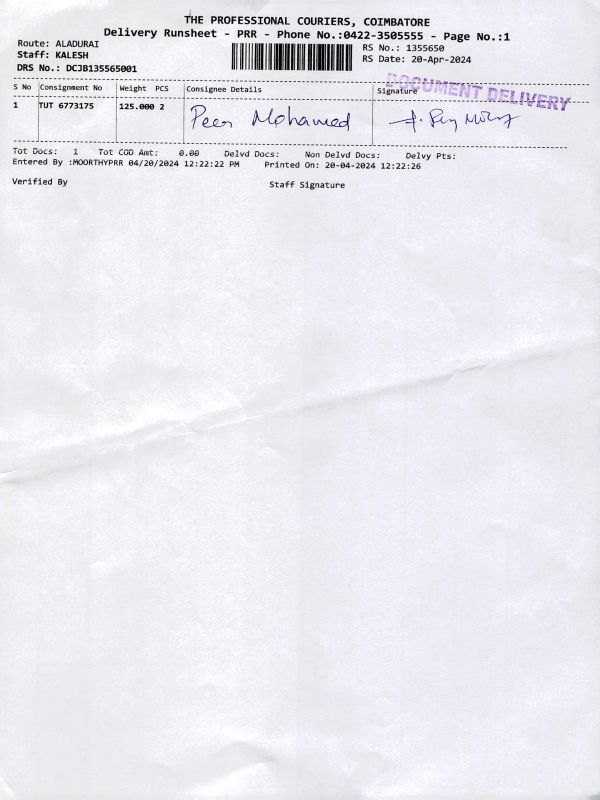 THE PROFESSIONAL COURIERS, COIMBATORE
Delivery Runsheet - PRR - Phone No.:0422-3505555 - Page No.:1
Route: ALADURAI
RS No.: 1355650
Staff: KALESH
RS Date: 20-Apr-2024
DRS No.: DCJB135565001
DOCUMENT DELIVERY
S No Consignment No Weight PCS Consignee Details Signature
1 TUT 6773175 125.000 2 Peer Mohamed
Tot Docs: 1 Tot COD Amt: 0.00 Delvd Docs: Non Delvd Docs: Delvy Pts:
Entered By :MOORTHYPRR 04/20/2024 12:22:22 PM Printed On: 20-04-2024 12:22:26
Verified By Staff Signature